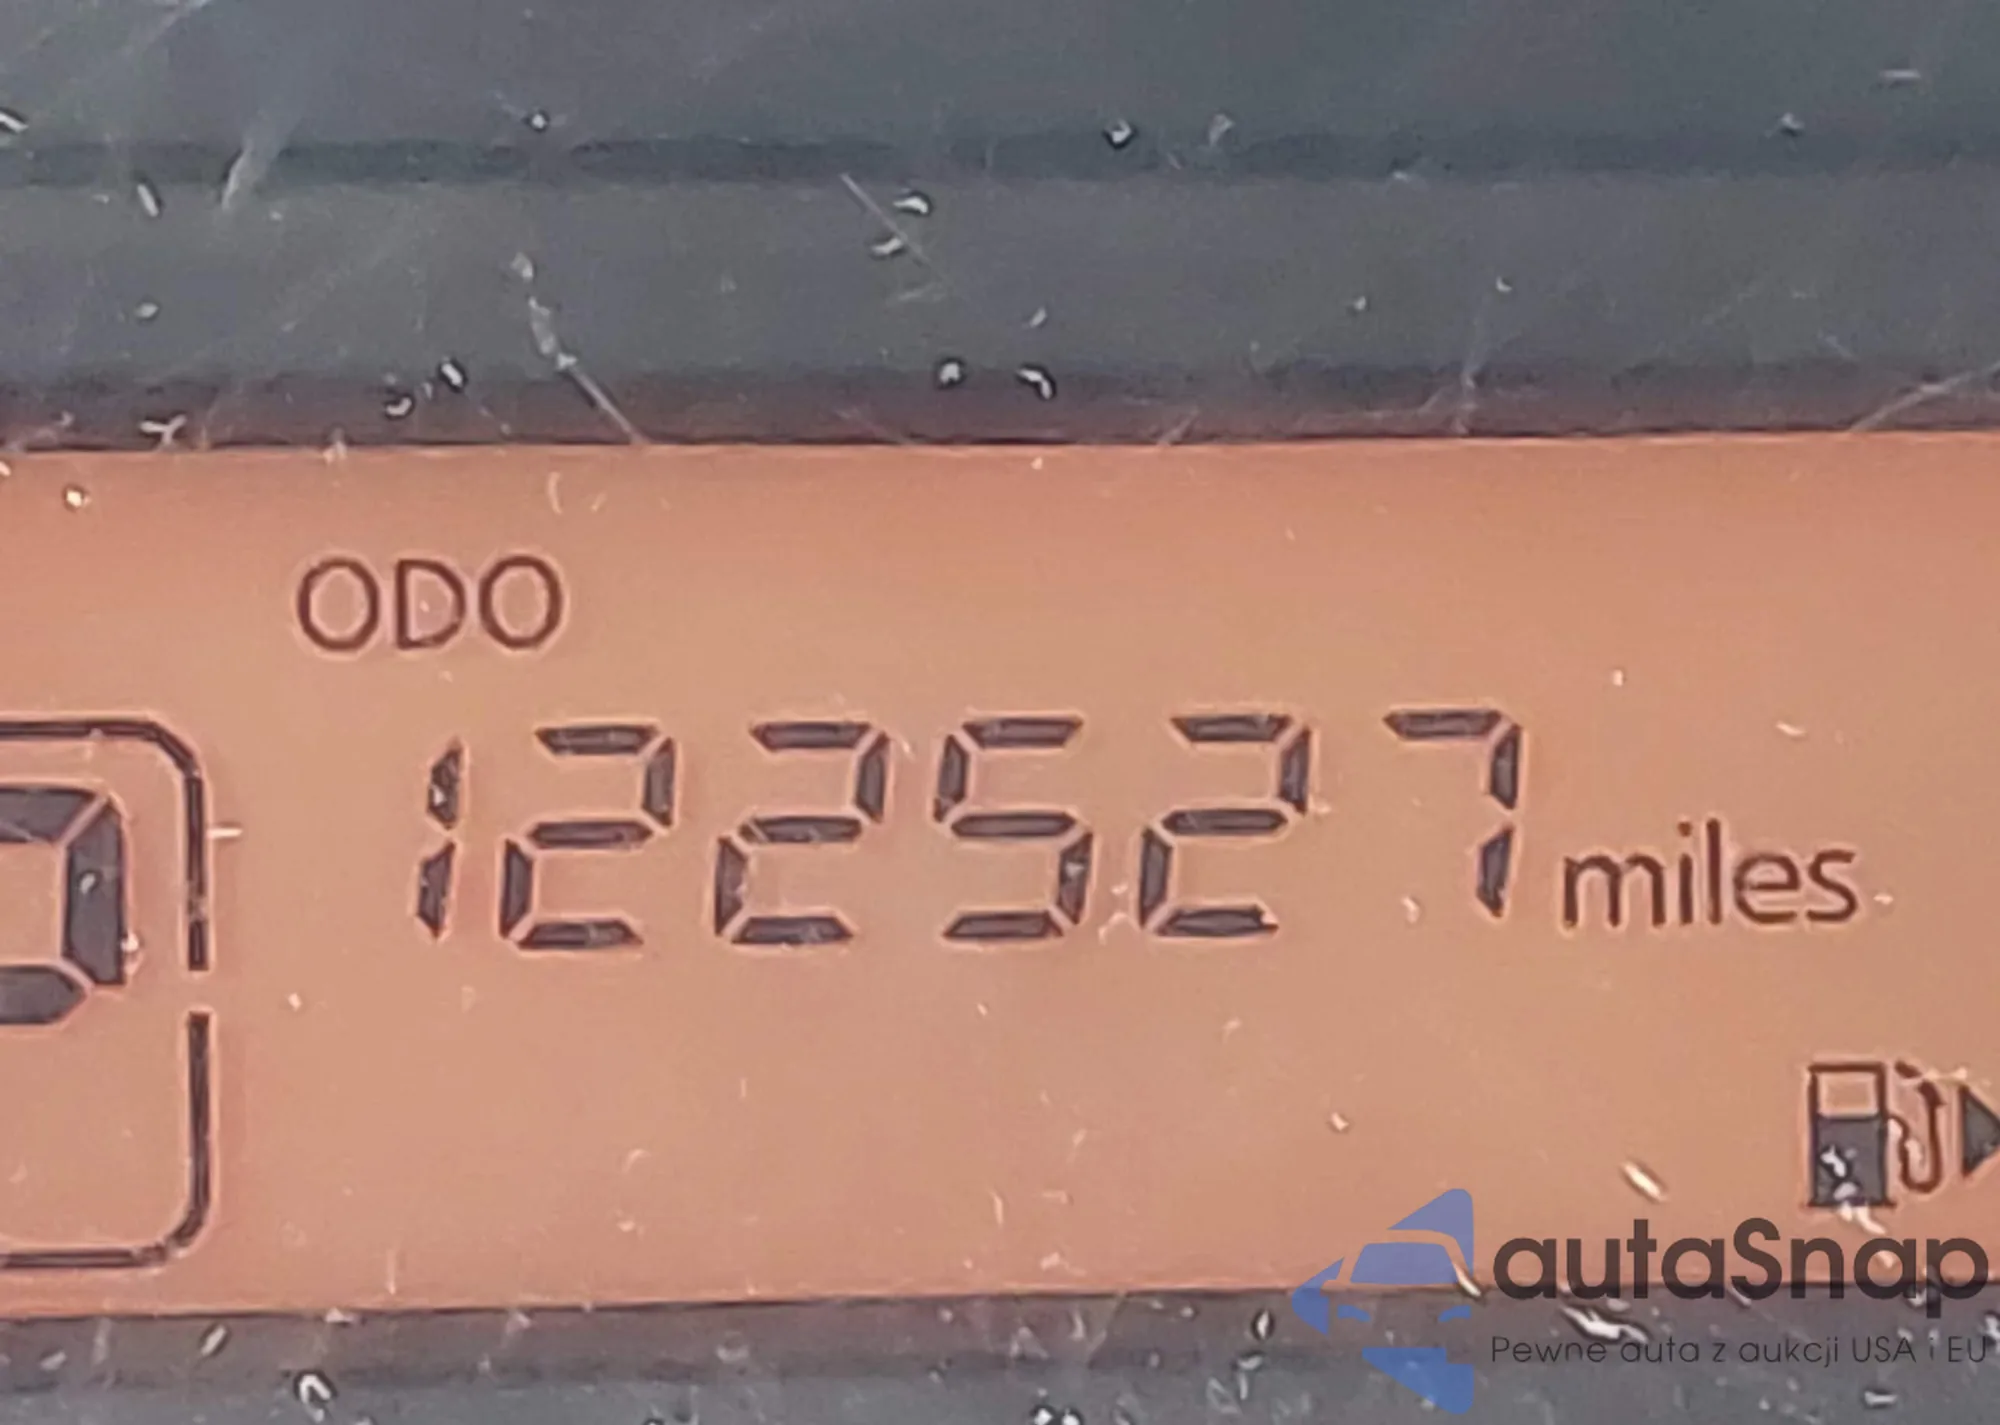 ODO
122527 miles
autaSnap
Pewne auta z aukcji USA i EU